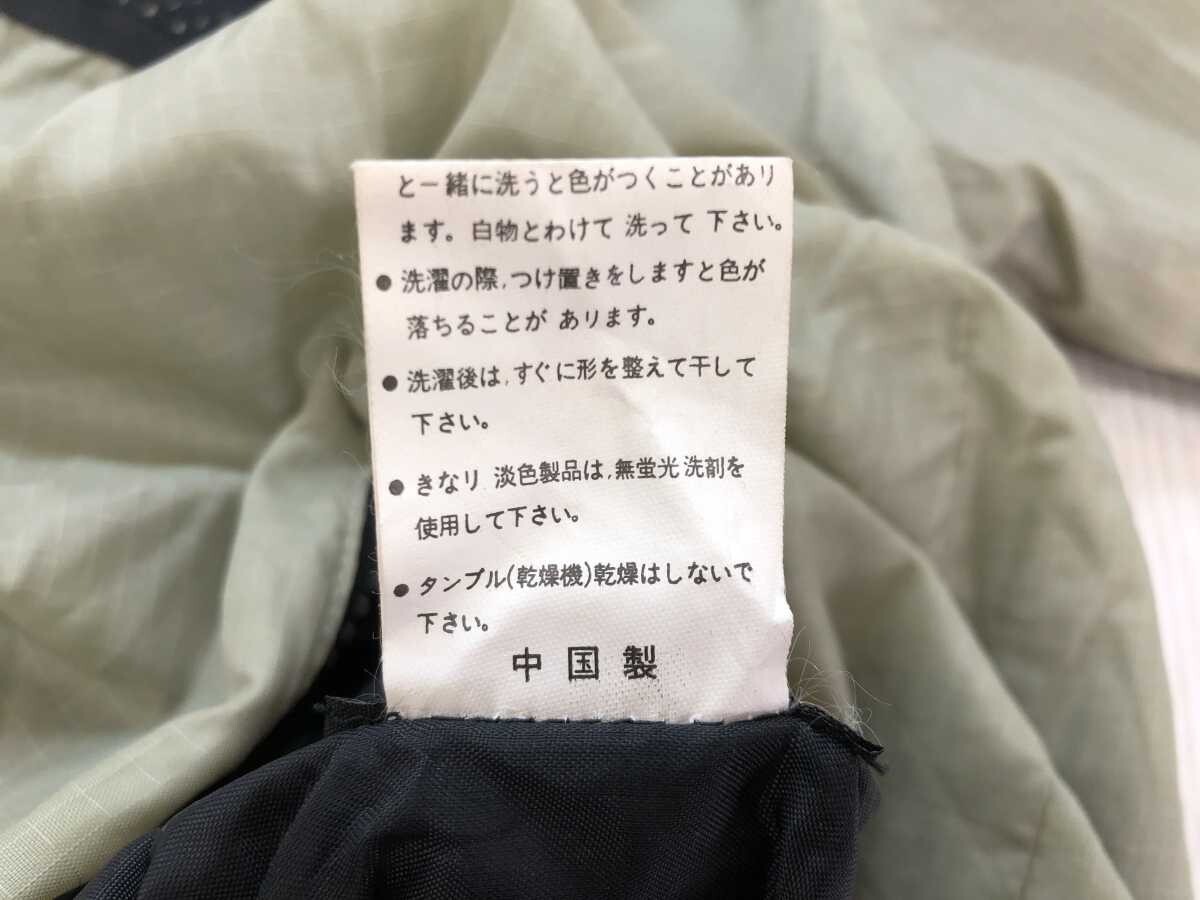 と一緒に洗うと色がつくことがあり
ます。白物とわけて 洗って 下さい。
● 洗濯の際,つけ置きをしますと色が
落ちることが あります。
● 洗濯後は,すぐに形を整えて干して
下さい。
● きなり 淡色製品は,無蛍光洗剤を
使用して下さい。
● タンブル(乾燥機)乾燥はしないで
下さい。
中国製